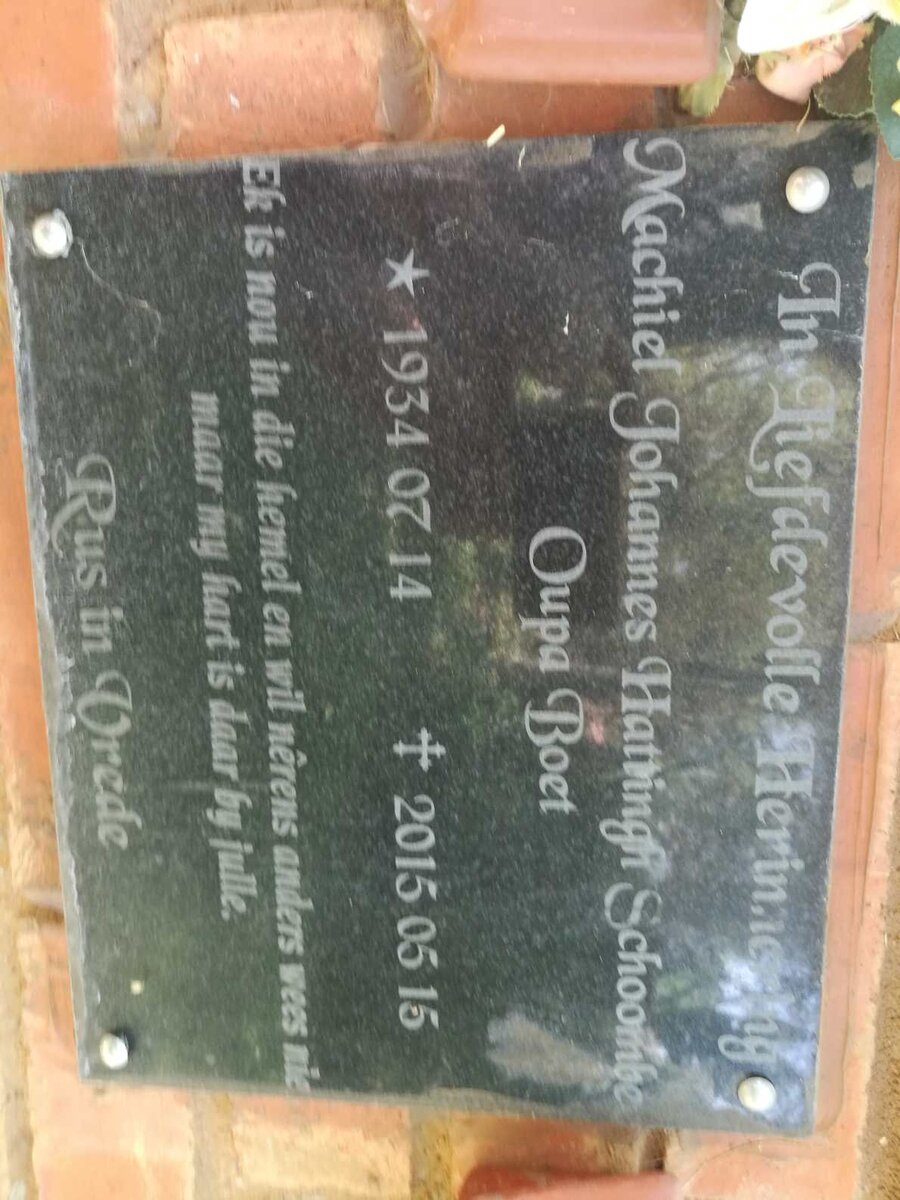 In Liefdevolle Herinnering
Machiel Johannes Hattingh Schoonbee
Oupa Boet
★ 1934 07 14 ✝ 2015 05 15
Ek is nou in die hemel en wil nêrens anders wees nie
maar my hart is daar by julle.
Rus in Vrede